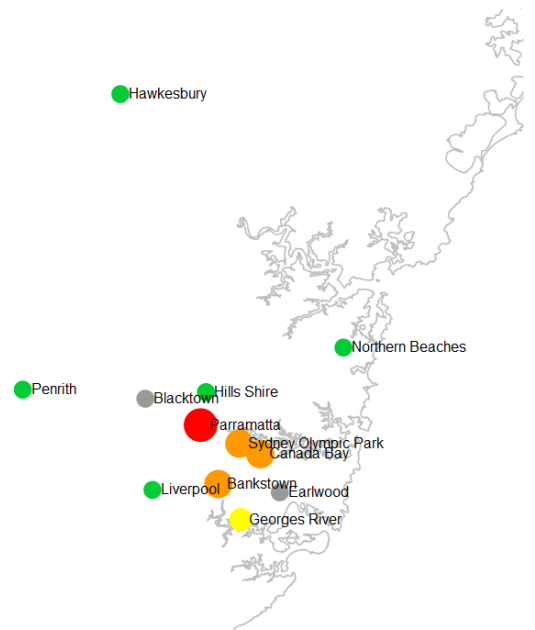 Hawkesbury
Northern Beaches
Penrith
Hills Shire
Blacktown
Parramatta
Sydney Olympic Park
Canada Bay
Bankstown
Liverpool
Earlwood
Georges River